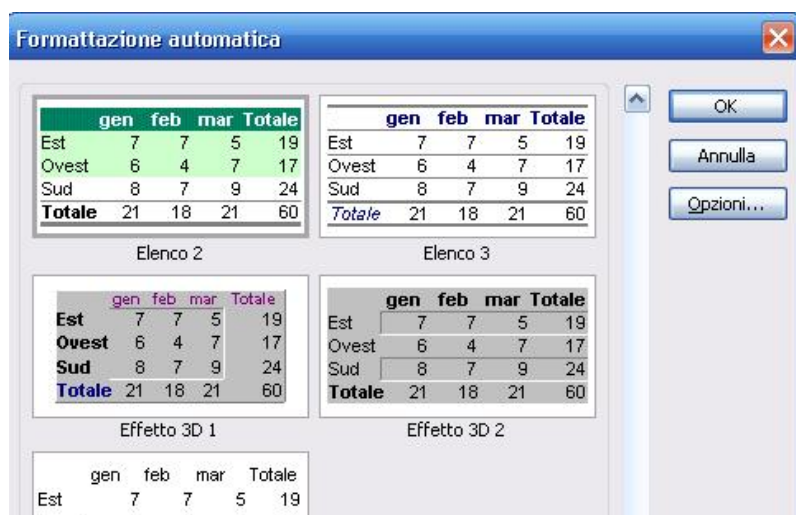 Formattazione automatica
gen feb mar Totale
Est 7 7 5 19
Ovest 6 4 7 17
Sud 8 7 9 24
Totale 21 18 21 60
Elenco 2
gen feb mar Totale
Est 7 7 5 19
Ovest 6 4 7 17
Sud 8 7 9 24
Totale 21 18 21 60
Elenco 3
gen feb mar Totale
Est 7 7 5 19
Ovest 6 4 7 17
Sud 8 7 9 24
Totale 21 18 21 60
Effetto 3D 1
gen feb mar Totale
Est 7 7 5 19
Ovest 6 4 7 17
Sud 8 7 9 24
Totale 21 18 21 60
Effetto 3D 2
gen feb mar Totale
Est 7 7 5 19
OK
Annulla
Opzioni...